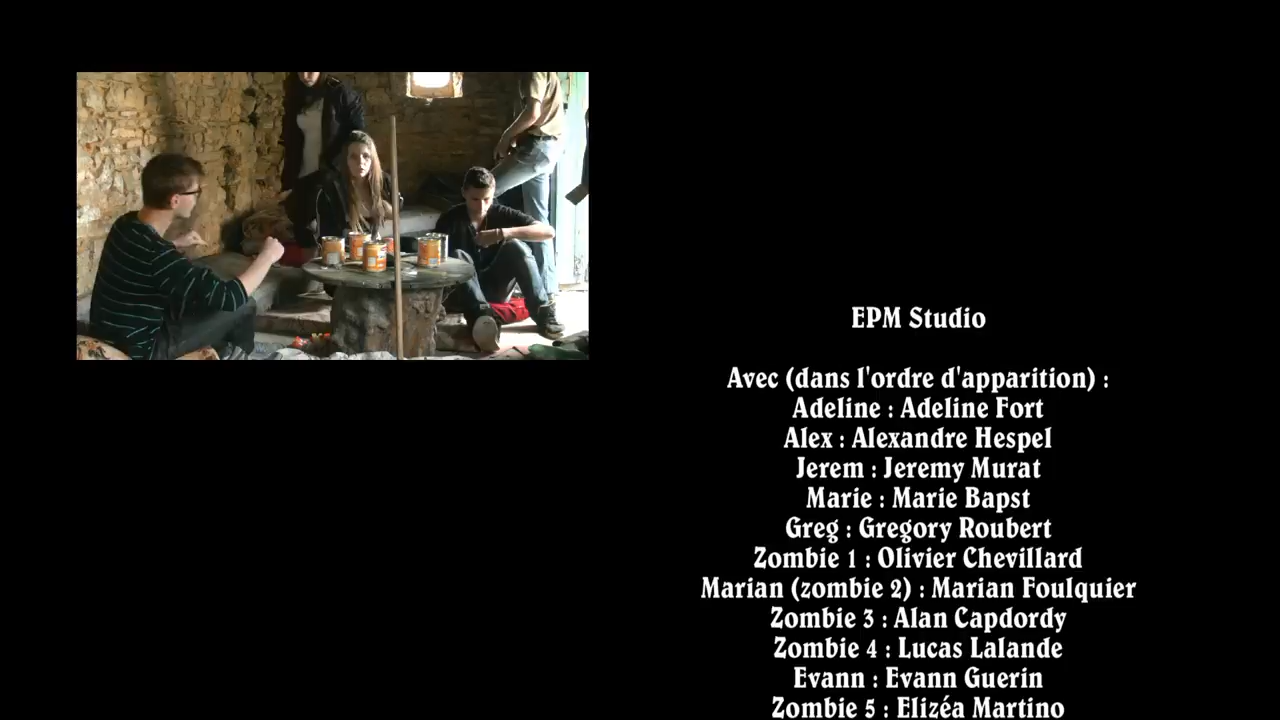 EPM Studio
Avec (dans l'ordre d'apparition) :
Adeline : Adeline Fort
Alex : Alexandre Hespel
Jerem : Jeremy Murat
Marie : Marie Bapst
Greg : Gregory Roubert
Zombie 1 : Olivier Chevillard
Marian (zombie 2) : Marian Foulquier
Zombie 3 : Alan Capdordy
Zombie 4 : Lucas Lalande
Evann : Evann Guerin
Zombie 5 : Elizéa Martino